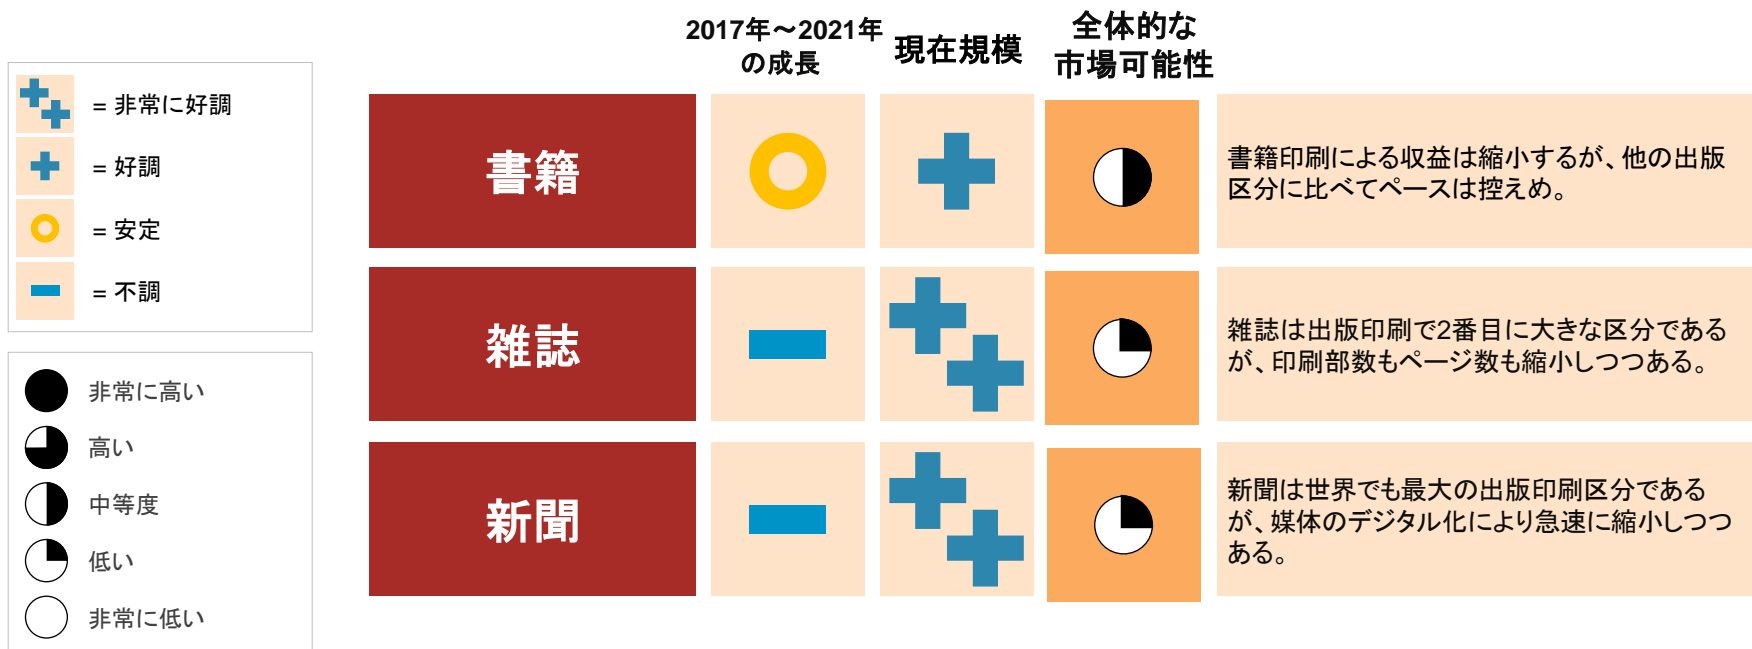 2017年～2021年
の成長
現在規模
全体的な
市場可能性
= 非常に好調
= 好調
= 安定
= 不調
非常に高い
高い
中等度
低い
非常に低い
書籍
書籍印刷による収益は縮小するが、他の出版
区分に比べてペースは控えめ。
雑誌
雑誌は出版印刷で2番目に大きな区分である
が、印刷部数もページ数も縮小しつつある。
新聞
新聞は世界でも最大の出版印刷区分である
が、媒体のデジタル化により急速に縮小しつつ
ある。